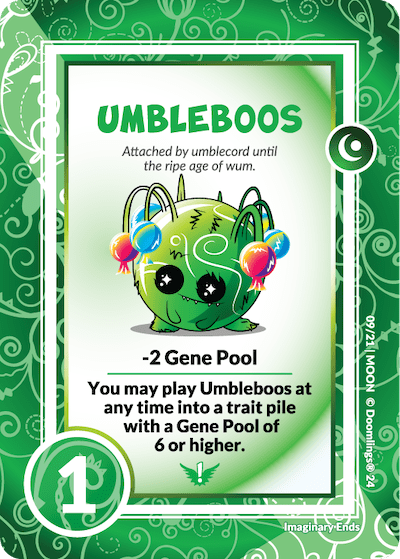 UMBLEBOOS
Attached by umblecord until
the ripe age of wum.
-2 Gene Pool
You may play Umbleboos at
any time into a trait pile
with a Gene Pool of
6 or higher.
!
1
09/21 | MOON © Doomlings® 24
Imaginary Ends